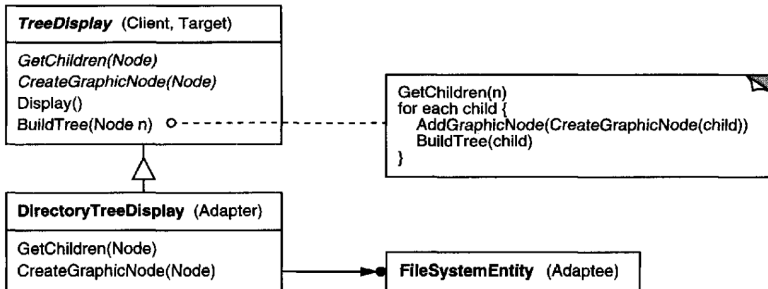 TreeDisplay (Client, Target)
GetChildren(Node)
CreateGraphicNode(Node)
Display()
BuildTree(Node n)
GetChildren(n)
for each child {
AddGraphicNode(CreateGraphicNode(child))
BuildTree(child)
}
DirectoryTreeDisplay (Adapter)
GetChildren(Node)
CreateGraphicNode(Node)
FileSystemEntity (Adaptee)